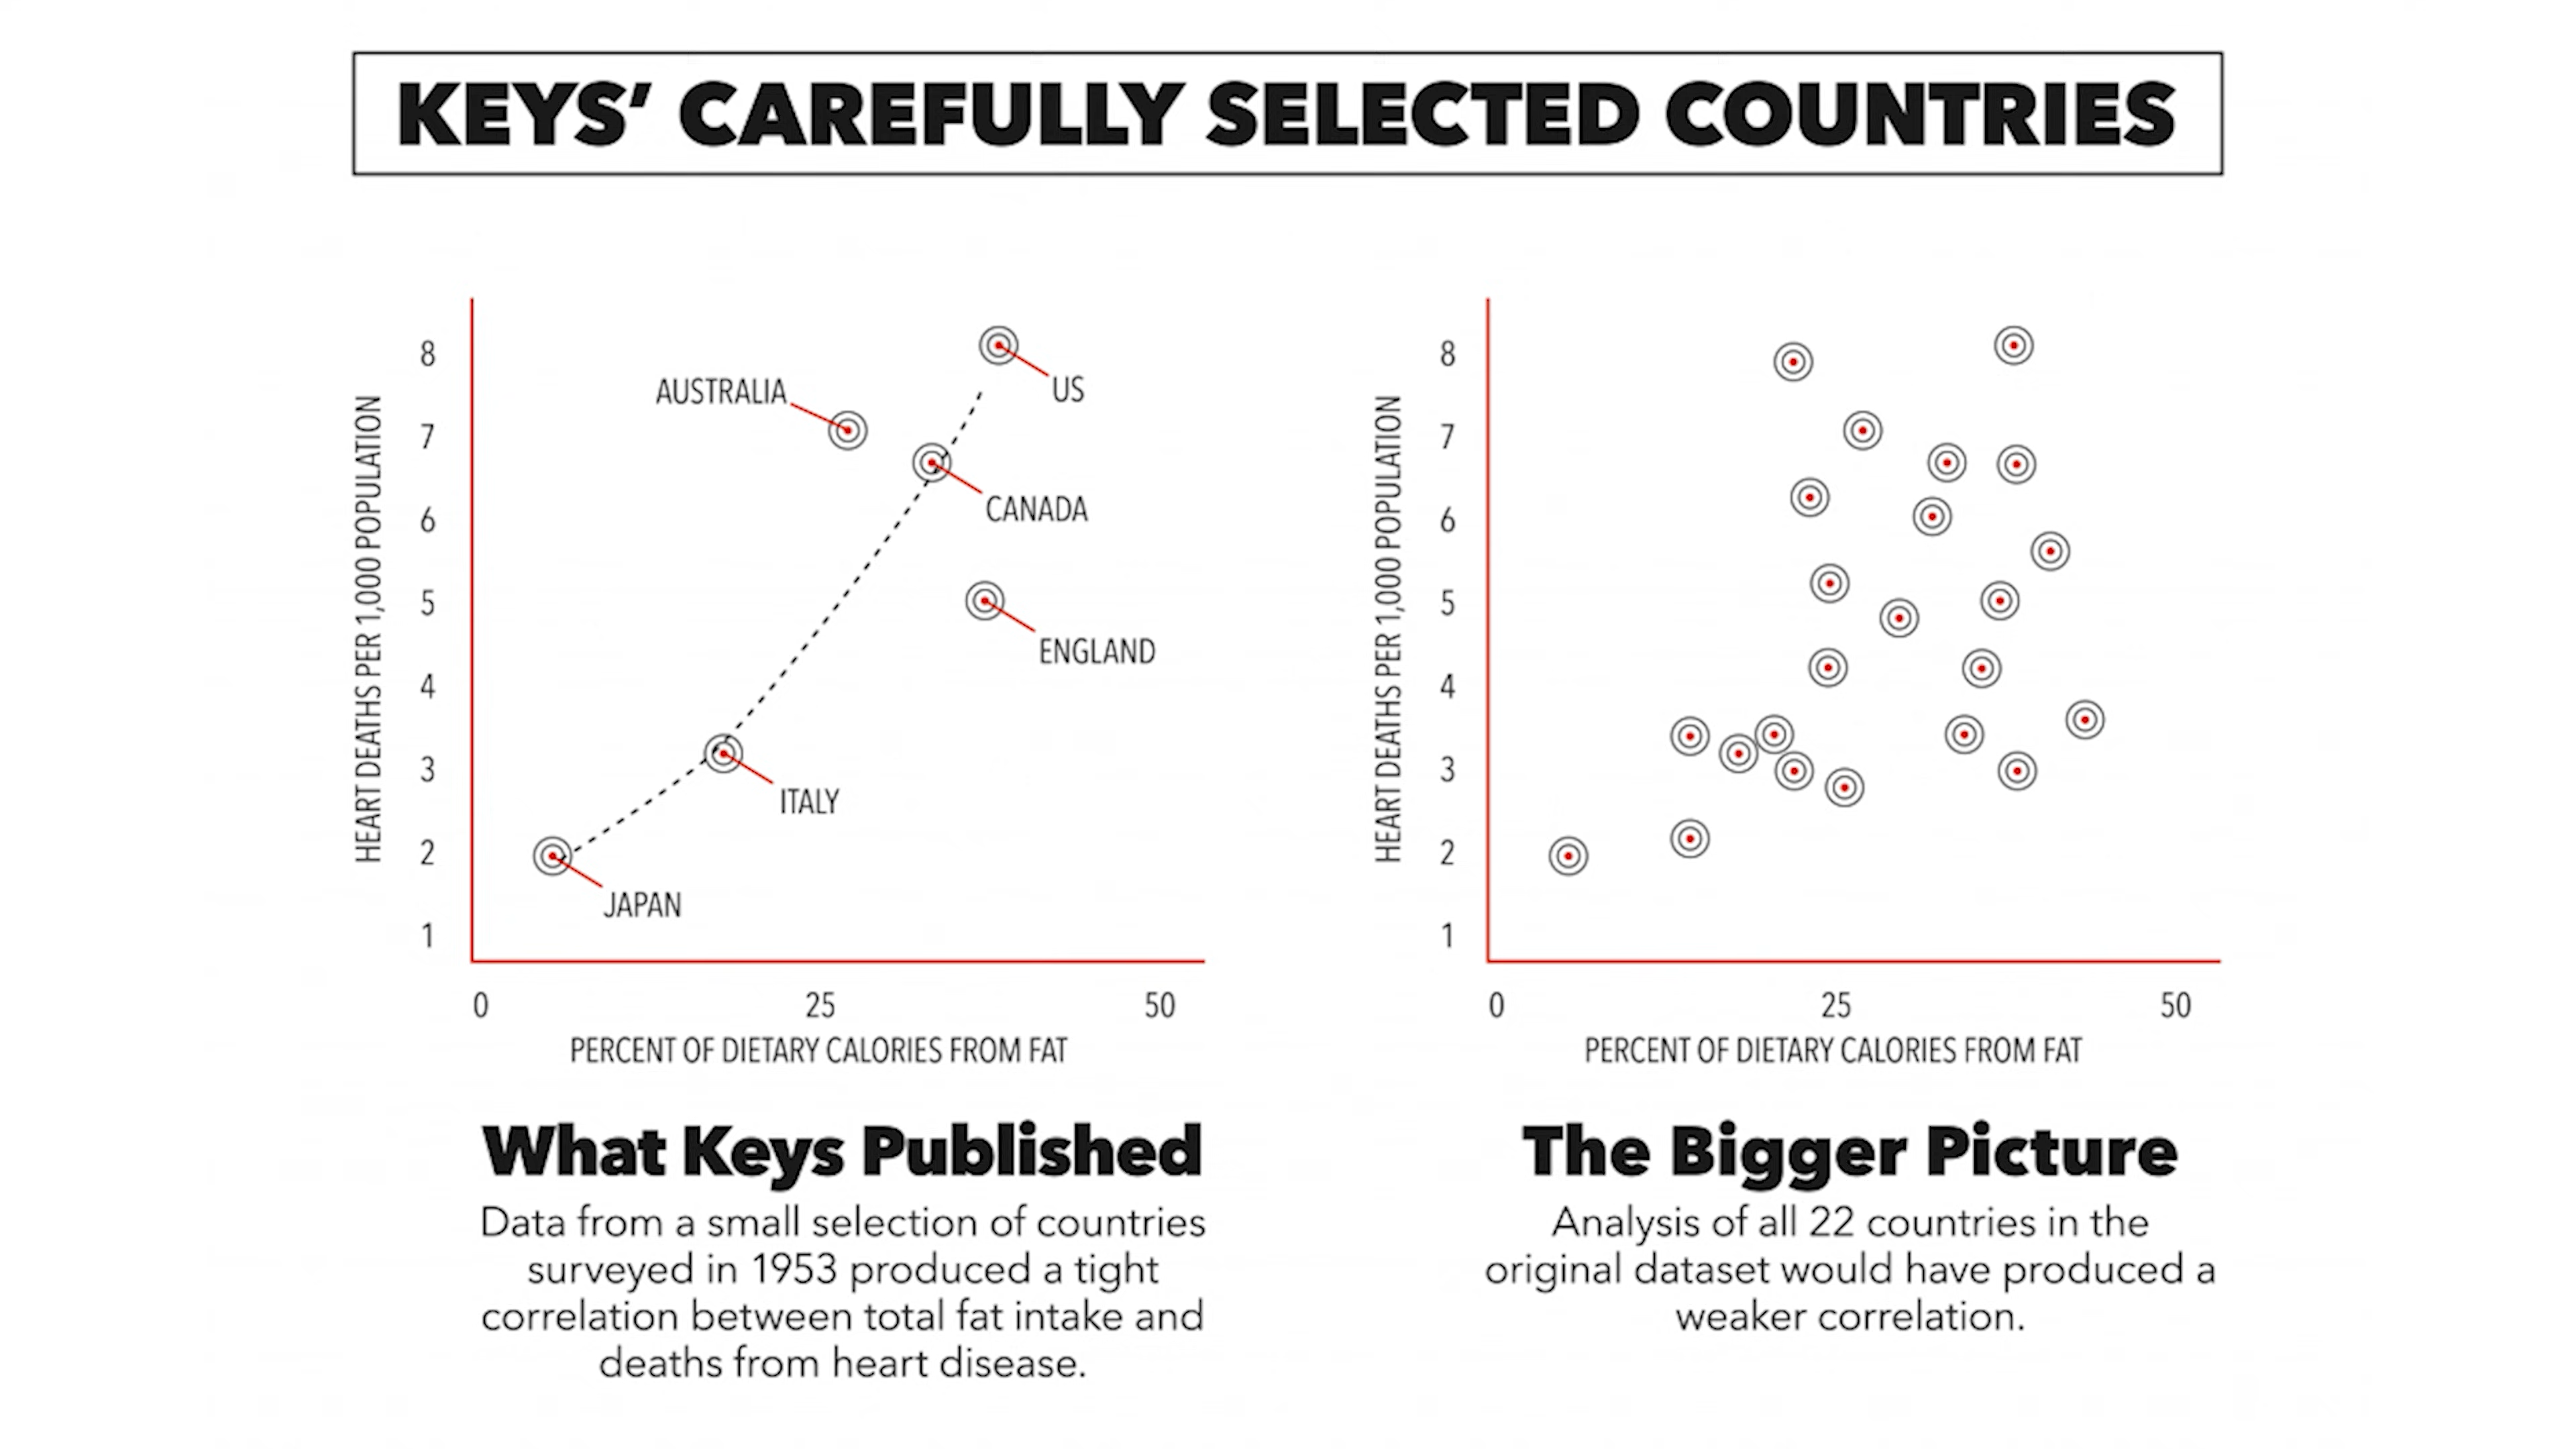 KEYS’ CAREFULLY SELECTED COUNTRIES
HEART DEATHS PER 1,000 POPULATION
8
7
6
5
4
3
2
1
AUSTRALIA
US
CANADA
ENGLAND
ITALY
JAPAN
0 25 50
PERCENT OF DIETARY CALORIES FROM FAT
What Keys Published
Data from a small selection of countries
surveyed in 1953 produced a tight
correlation between total fat intake and
deaths from heart disease.
HEART DEATHS PER 1,000 POPULATION
8
7
6
5
4
3
2
1
0 25 50
PERCENT OF DIETARY CALORIES FROM FAT
The Bigger Picture
Analysis of all 22 countries in the
original dataset would have produced a
weaker correlation.